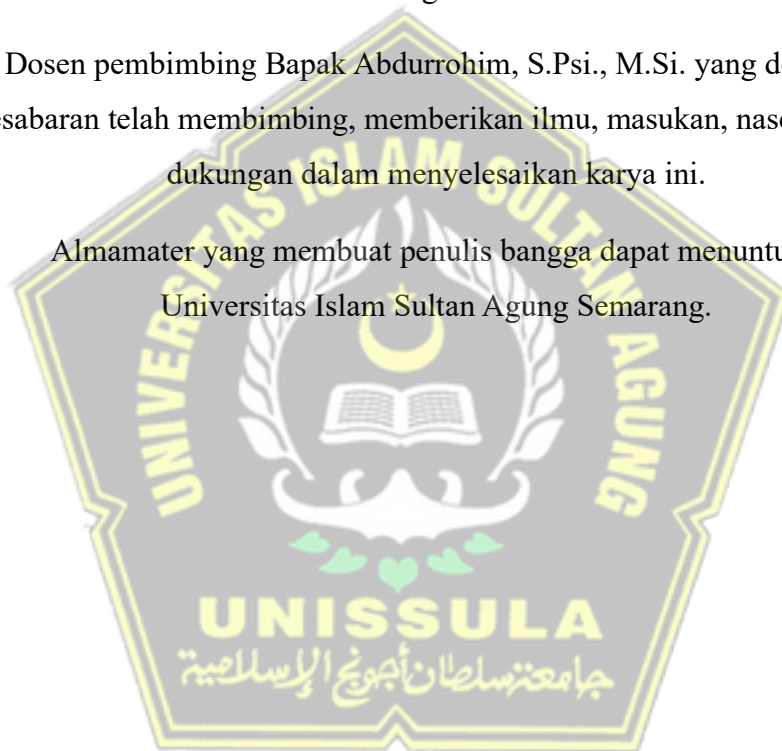 Dosen pembimbing Bapak Abdurrohim, S.Psi., M.Si. yang de
esabaran telah membimbing, memberikan ilmu, masukan, nas
dukungan dalam menyelesaikan karya ini.
Almamater yang membuat penulis bangga dapat menuntu
Universitas Islam Sultan Agung Semarang.
UNIVERSITAS ISLAM SULTAN AGUNG
UNISSULA
جامعة سلطان أجونج الإسلامية